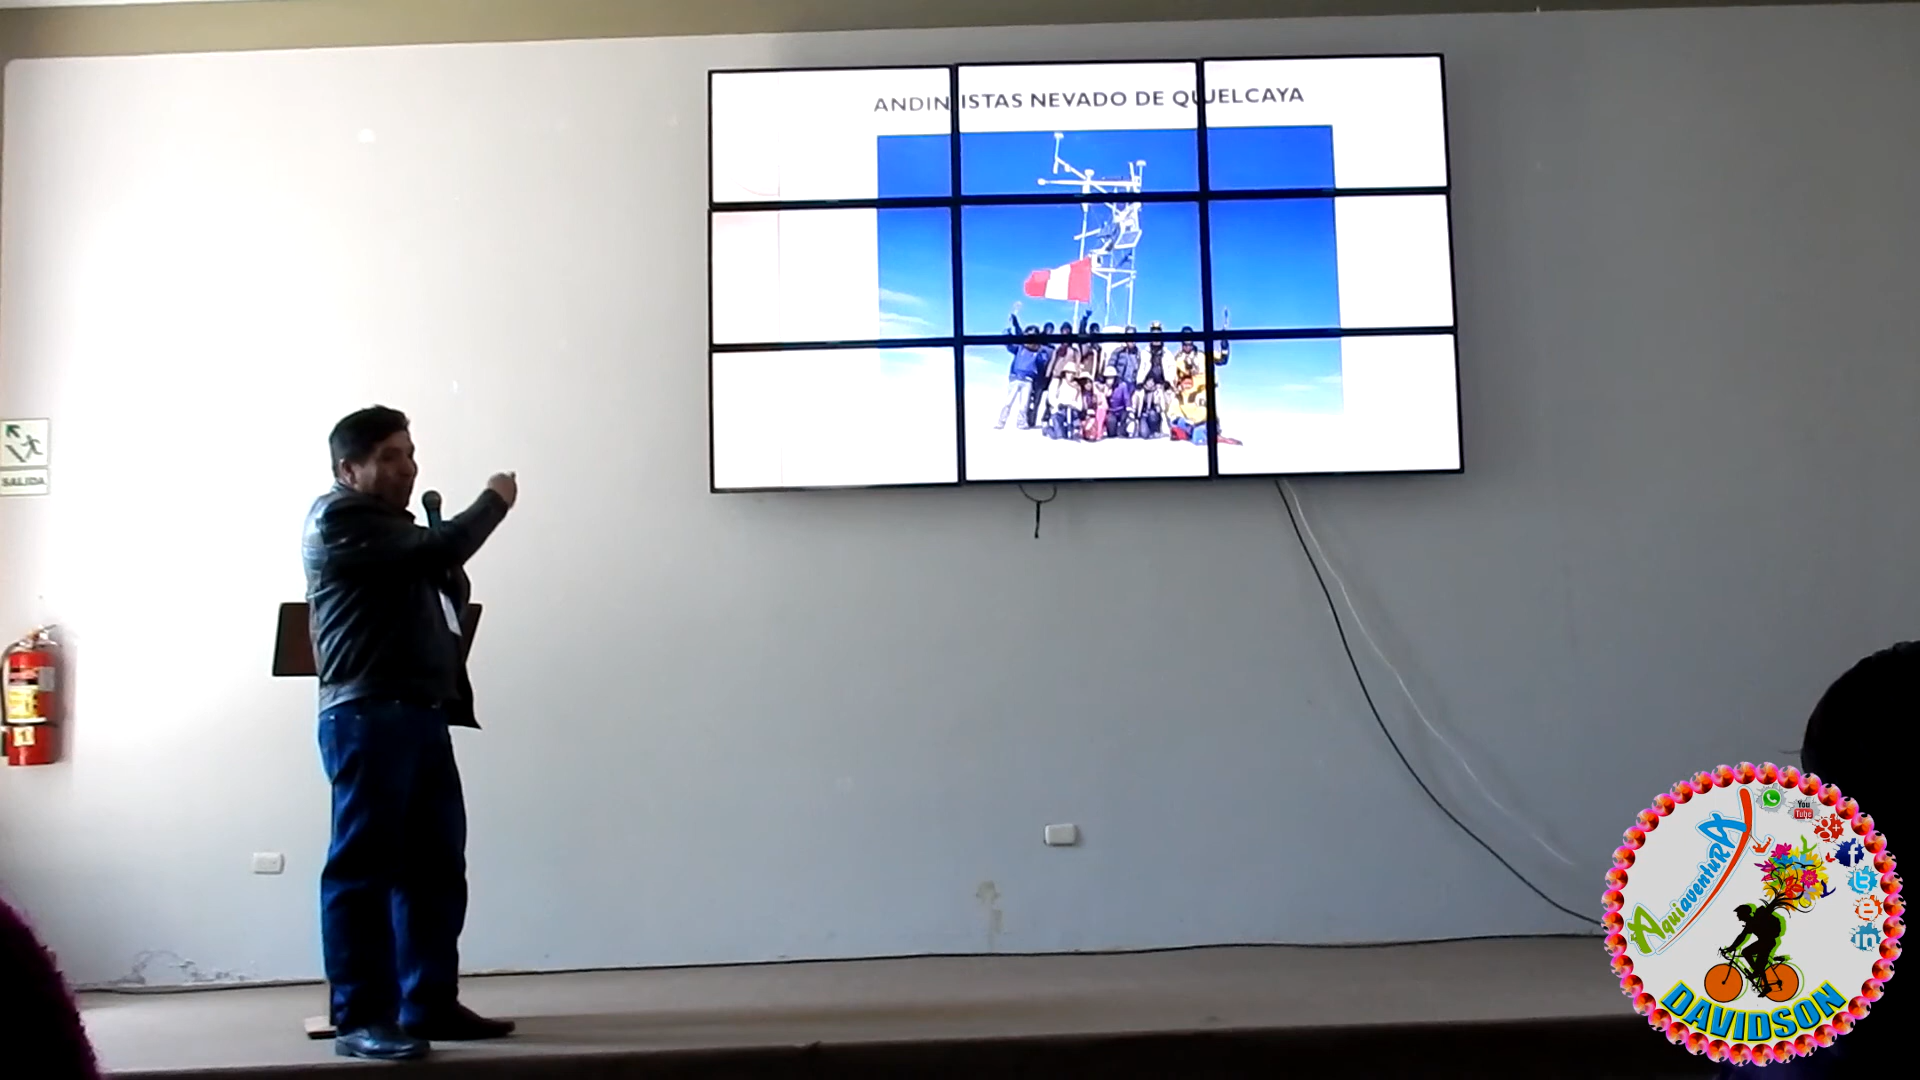 ANDINISTAS NEVADO DE QUELCAYA
SALIDA
1
You
Tube
AquiaventurA
DAVIDSON